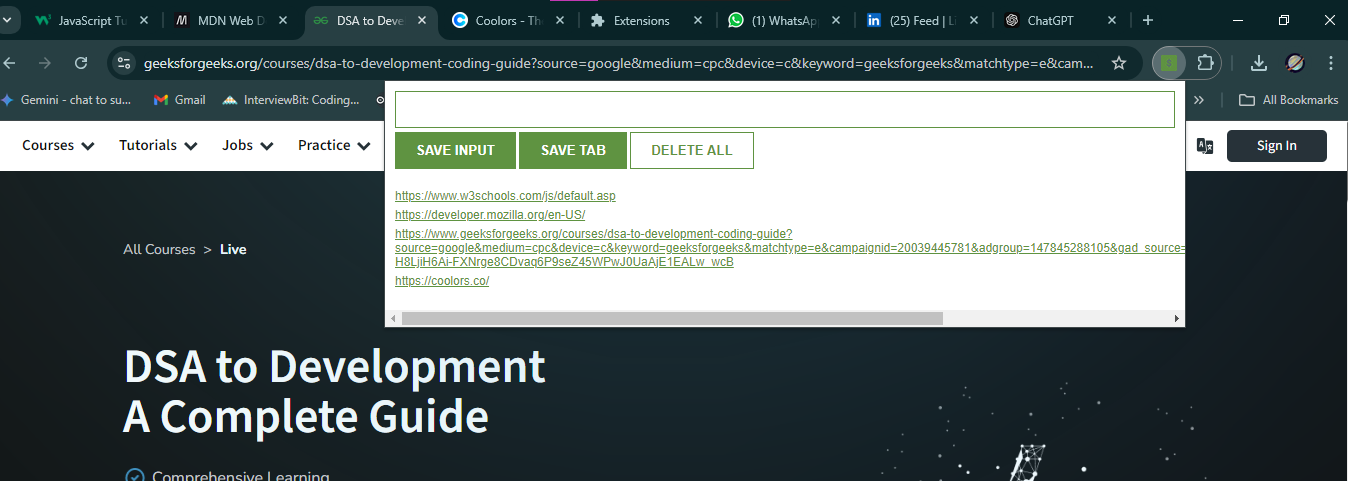 JavaScript Tu
MDN Web D
DSA to Deve
Coolors - Th
Extensions
(1) WhatsAp
(25) Feed | Li
ChatGPT
geeksforgeeks.org/courses/dsa-to-development-coding-guide?source=google&medium=cpc&device=c&keyword=geeksforgeeks&matchtype=e&cam...
Gemini - chat to su...
Gmail
InterviewBit: Coding...
All Bookmarks
Courses
Tutorials
Jobs
Practice
Sign In
SAVE INPUT
SAVE TAB
DELETE ALL
https://www.w3schools.com/js/default.asp
https://developer.mozilla.org/en-US/
https://www.geeksforgeeks.org/courses/dsa-to-development-coding-guide?
source=google&medium=cpc&device=c&keyword=geeksforgeeks&matchtype=e&campaignid=20039445781&adgroup=147845288105&gad_source=
H8LjiH6Ai-FXNrge8CDvaq6P9seZ45WPwJ0UaAjE1EALw_wcB
https://coolors.co/
All Courses > Live
DSA to Development
A Complete Guide
Comprehensive Learning